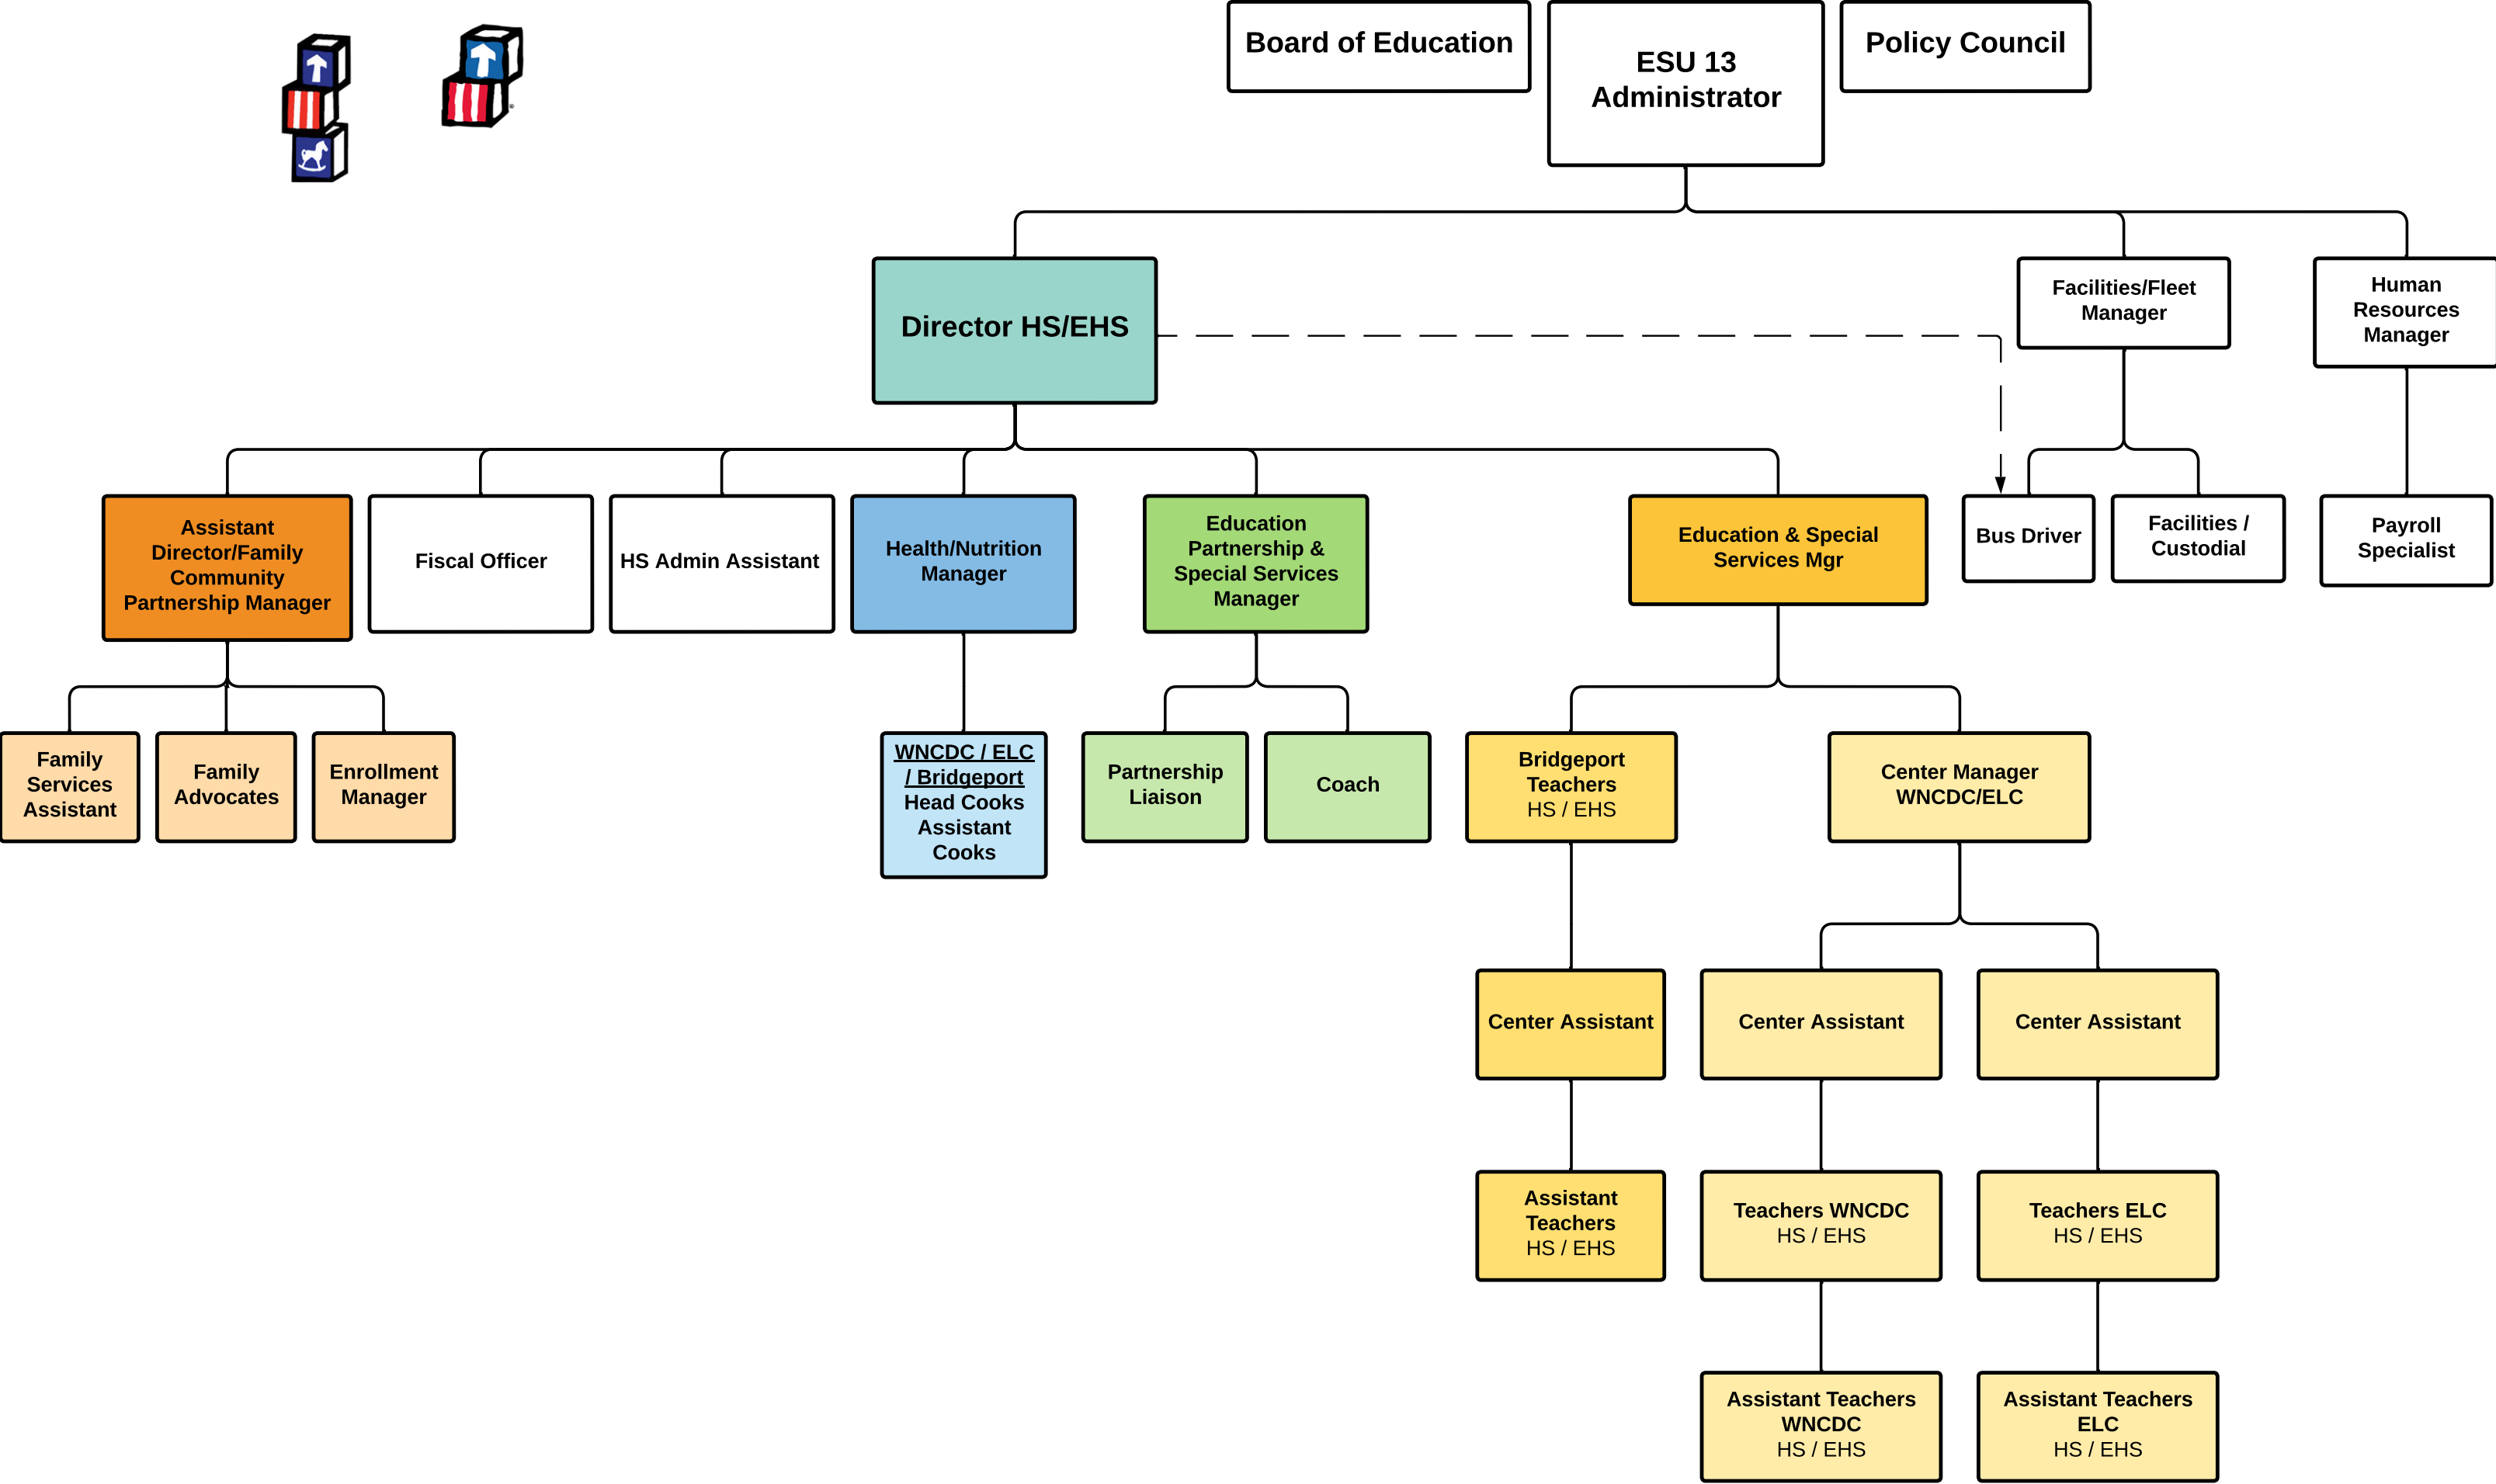 Board of Education
ESU 13
Administrator
Policy Council
Director HS/EHS
Facilities/Fleet
Manager
Human
Resources
Manager
Assistant
Director/Family
Community
Partnership Manager
Fiscal Officer
HS Admin Assistant
Health/Nutrition
Manager
Education
Partnership &
Special Services
Manager
Education & Special
Services Mgr
Bus Driver
Facilities /
Custodial
Payroll
Specialist
Family
Services
Assistant
Family
Advocates
Enrollment
Manager
WNCDC / ELC
/ Bridgeport
Head Cooks
Assistant
Cooks
Partnership
Liaison
Coach
Bridgeport
Teachers
HS / EHS
Center Manager
WNCDC/ELC
Center Assistant
Center Assistant
Center Assistant
Assistant
Teachers
HS / EHS
Teachers WNCDC
HS / EHS
Teachers ELC
HS / EHS
Assistant Teachers
WNCDC
HS / EHS
Assistant Teachers
ELC
HS / EHS